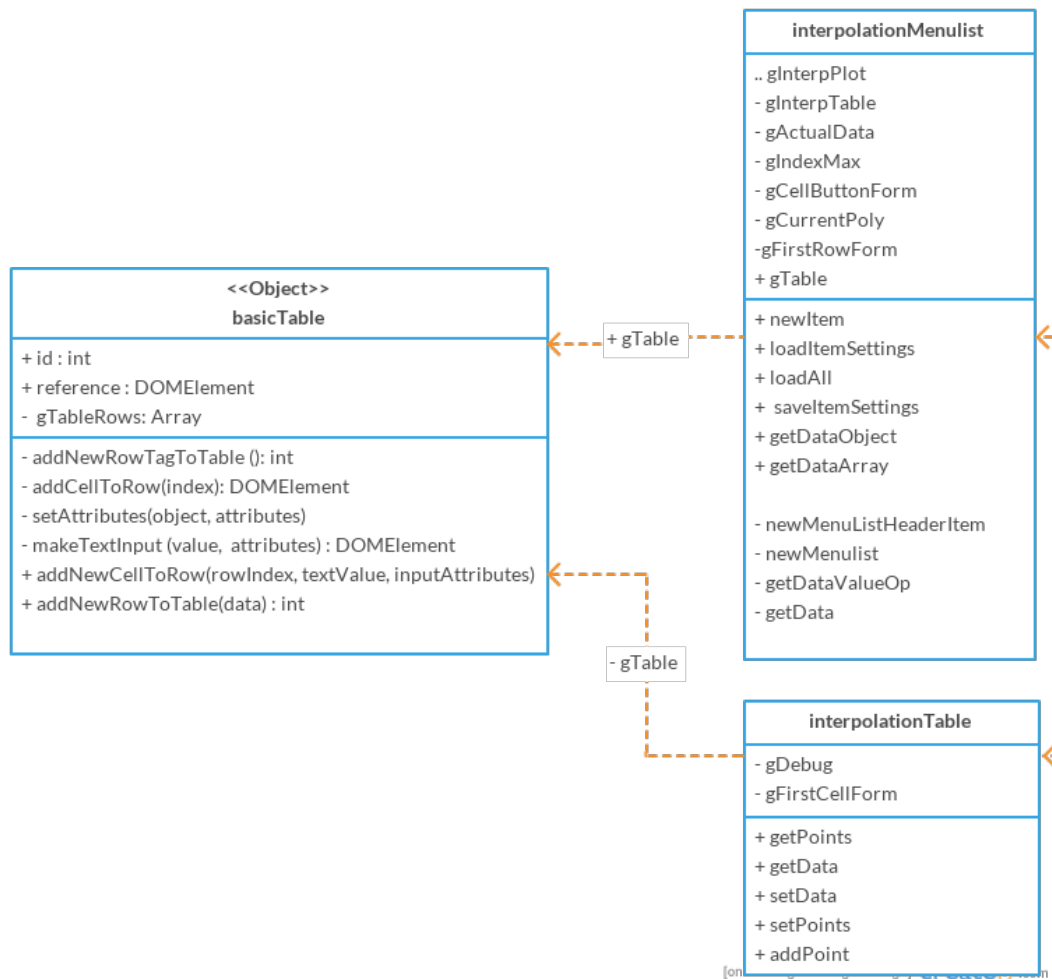 <<Object>>
basicTable
+ id : int
+ reference : DOMElement
- gTableRows: Array
- addNewRowTagToTable (): int
- addCellToRow(index): DOMElement
- setAttributes(object, attributes)
- makeTextInput (value, attributes) : DOMElement
+ addNewCellToRow(rowIndex, textValue, inputAttributes)
+ addNewRowToTable(data) : int
+ gTable
- gTable
interpolationMenulist
.. gInterpPlot
- gInterpTable
- gActualData
- gIndexMax
- gCellButtonForm
- gCurrentPoly
-gFirstRowForm
+ gTable
+ newItem
+ loadItemSettings
+ loadAll
+ saveItemSettings
+ getDataObject
+ getDataArray
- newMenuListHeaderItem
- newMenulist
- getDataValueOp
- getData
interpolationTable
- gDebug
- gFirstCellForm
+ getPoints
+ getData
+ setData
+ setPoints
+ addPoint